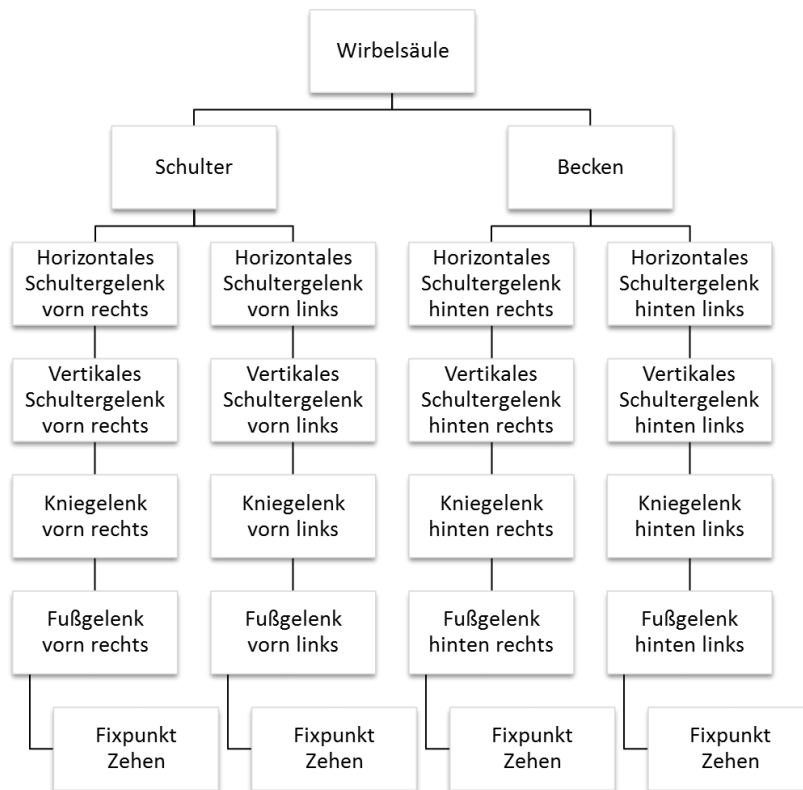 Wirbelsäule
Schulter
Becken
Horizontales
Schultergelenk
vorn rechts
Horizontales
Schultergelenk
vorn links
Horizontales
Schultergelenk
hinten rechts
Horizontales
Schultergelenk
hinten links
Vertikales
Schultergelenk
vorn rechts
Vertikales
Schultergelenk
vorn links
Vertikales
Schultergelenk
hinten rechts
Vertikales
Schultergelenk
hinten links
Kniegelenk
vorn rechts
Kniegelenk
vorn links
Kniegelenk
hinten rechts
Kniegelenk
hinten links
Fußgelenk
vorn rechts
Fußgelenk
vorn links
Fußgelenk
hinten rechts
Fußgelenk
hinten links
Fixpunkt
Zehen
Fixpunkt
Zehen
Fixpunkt
Zehen
Fixpunkt
Zehen